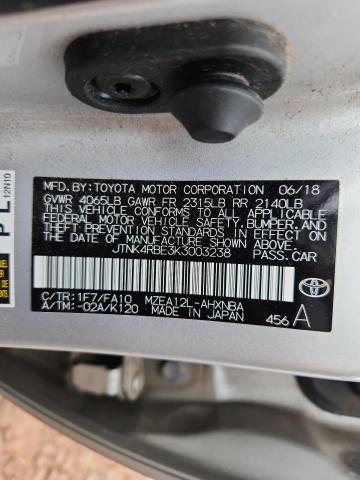 MFD.BY:TOYOTA MOTOR CORPORATION 06/18
GVWR 4065LB GAWR FR 2315LB RR 2140LB
THIS VEHICLE CONFORMS TO ALL APPLICABLE
FEDERAL MOTOR VEHICLE SAFETY, BUMPER, AND
THEFT PREVENTION STANDARDS IN EFFECT ON
THE DATE OF MANUFACTURE SHOWN ABOVE.
JTNK4RBE3K3003238 PASS.CAR
C/TR:1F7/FA10 MZEA12L-AHXNBA
A/TM:-02A/K120 MADE IN JAPAN
456 A
PL
12N10